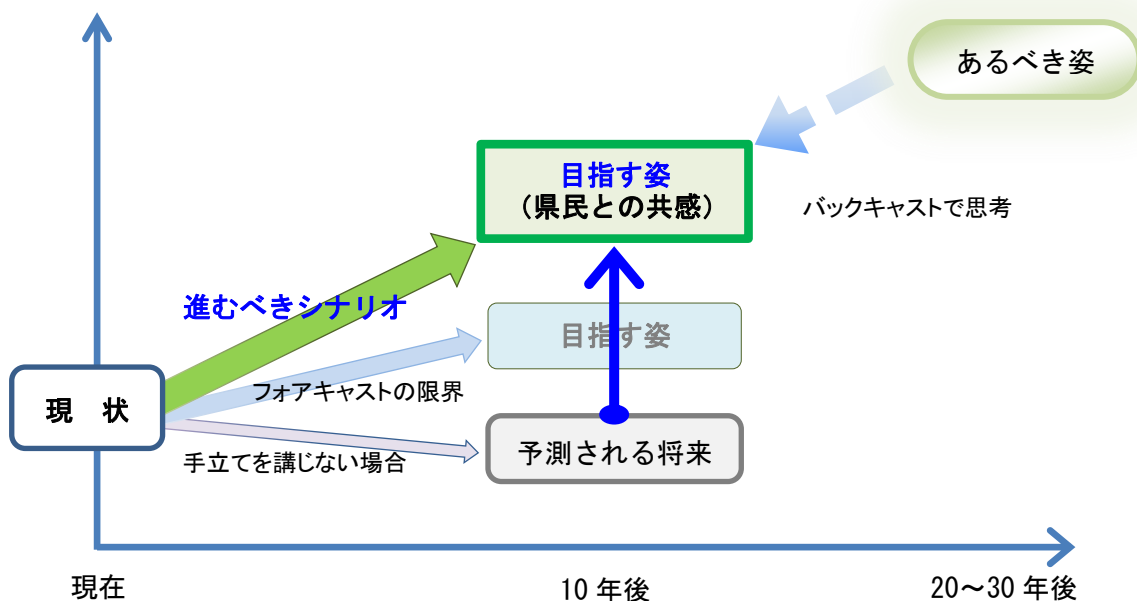 あるべき姿
目指す姿
（県民との共感）
バックキャストで思考
進むべきシナリオ
目指す姿
フォアキャストの限界
現　状
予測される将来
手立てを講じない場合
現在
10 年後
20～30 年後